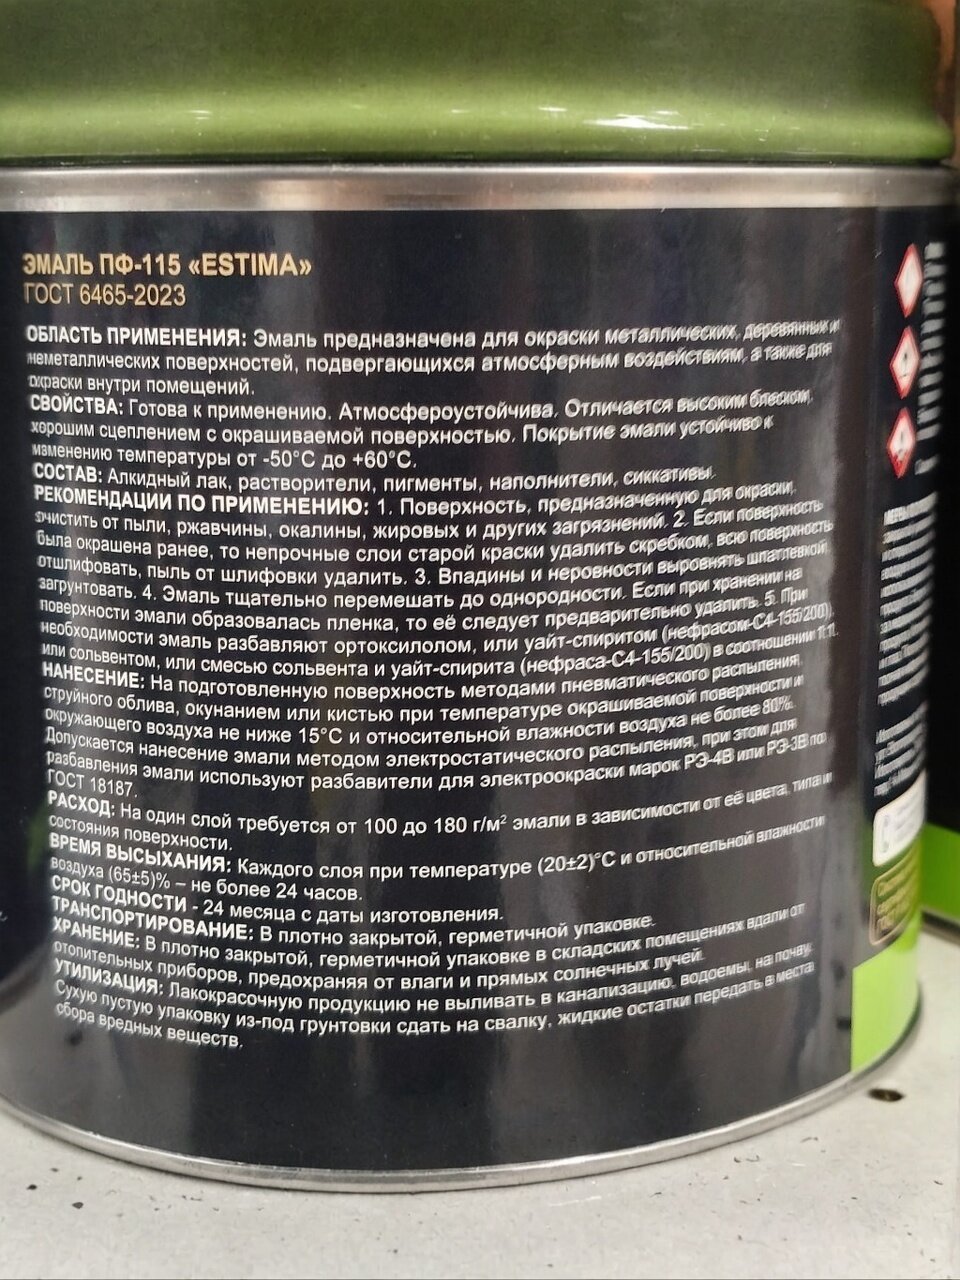 ЭМАЛЬ ПФ-115 «ESTIMA»
ГОСТ 6465-2023
ОБЛАСТЬ ПРИМЕНЕНИЯ: Эмаль предназначена для окраски металлических, деревянных и
неметаллических поверхностей, подвергающихся атмосферным воздействиям, а также для
окраски внутри помещений.
СВОЙСТВА: Готова к применению. Атмосфероустойчива. Отличается высоким блеском,
хорошим сцеплением с окрашиваемой поверхностью. Покрытие эмали устойчиво к
изменению температуры от -50°С до +60°С.
СОСТАВ: Алкидный лак, растворители, пигменты, наполнители, сиккативы.
РЕКОМЕНДАЦИИ ПО ПРИМЕНЕНИЮ: 1. Поверхность, предназначенную для окраски,
очистить от пыли, ржавчины, окалины, жировых и других загрязнений. 2. Если поверхность
была окрашена ранее, то непрочные слои старой краски удалить скребком, всю поверхность
отшлифовать, пыль от шлифовки удалить. 3. Впадины и неровности выровнять шпатлевкой,
загрунтовать. 4. Эмаль тщательно перемешать до однородности. Если при хранении на
поверхности эмали образовалась пленка, то её следует предварительно удалить. 5. При
необходимости эмаль разбавляют ортоксилолом, или уайт-спиритом (нефрасом-С4-155/200),
или сольвентом, или смесью сольвента и уайт-спирита (нефраса-С4-155/200) в соотношении 1:1.
НАНЕСЕНИЕ: На подготовленную поверхность методами пневматического распыления,
струйного облива, окунанием или кистью при температуре окрашиваемой поверхности и
окружающего воздуха не ниже 15°С и относительной влажности воздуха не более 80%.
Допускается нанесение эмали методом электростатического распыления, при этом для
разбавления эмали используют разбавители для электроокраски марок РЭ-4В или РЭ-3В по
ГОСТ 18187.
РАСХОД: На один слой требуется от 100 до 180 г/м² эмали в зависимости от её цвета, типа и
состояния поверхности.
ВРЕМЯ ВЫСЫХАНИЯ: Каждого слоя при температуре (20±2)°С и относительной влажности
воздуха (65±5)% – не более 24 часов.
СРОК ГОДНОСТИ - 24 месяца с даты изготовления.
ТРАНСПОРТИРОВАНИЕ: В плотно закрытой, герметичной упаковке.
ХРАНЕНИЕ: В плотно закрытой, герметичной упаковке в складских помещениях вдали от
отопительных приборов, предохраняя от влаги и прямых солнечных лучей.
УТИЛИЗАЦИЯ: Лакокрасочную продукцию не выливать в канализацию, водоемы, на почву.
Сухую пустую упаковку из-под грунтовки сдать на свалку, жидкие остатки передать в места
сбора вредных веществ.